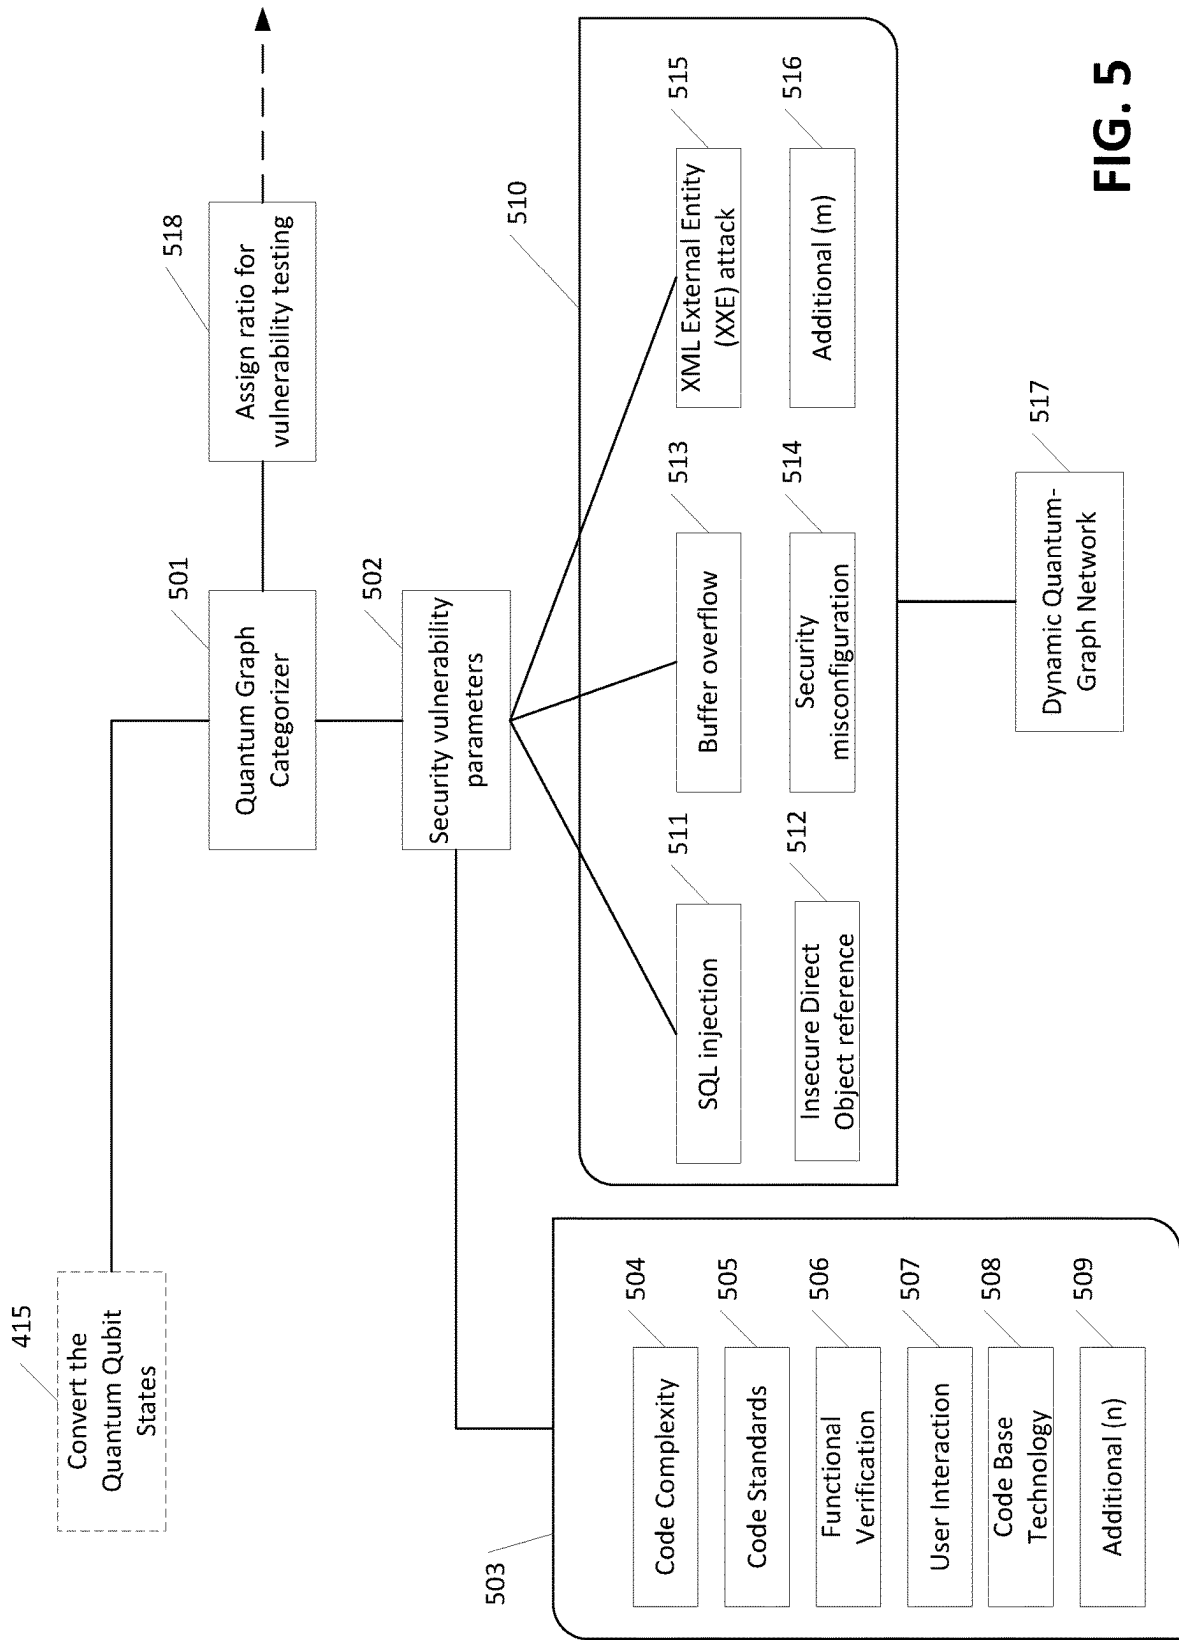 415
Convert the
Quantum Qubit
States
501
Quantum Graph
Categorizer
518
Assign ratio for
vulnerability testing
502
Security vulnerability
parameters
503
504
Code Complexity
505
Code Standards
506
Functional
Verification
507
User Interaction
508
Code Base
Technology
509
Additional (n)
510
511
SQL injection
513
Buffer overflow
515
XML External Entity
(XXE) attack
512
Insecure Direct
Object reference
514
Security
misconfiguration
516
Additional (m)
517
Dynamic Quantum-
Graph Network
FIG. 5